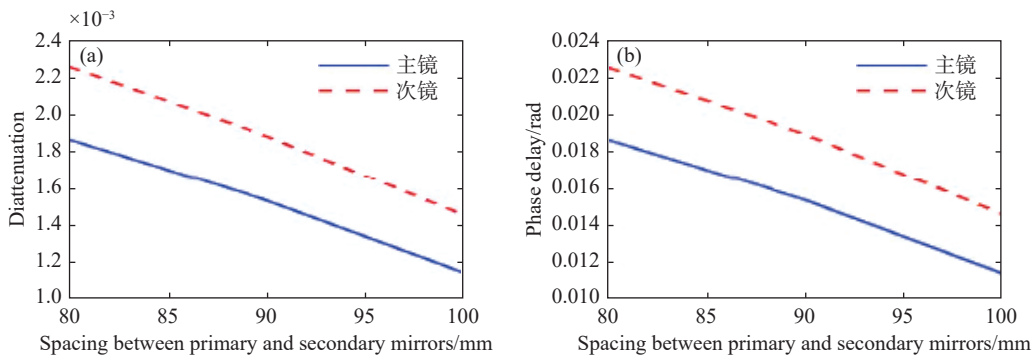 ×10⁻³
2.4
2.2
2.0
1.8
1.6
1.4
1.2
1.0
Diattenuation
(a)
主镜
次镜
80
85
90
95
100
Spacing between primary and secondary mirrors/mm
0.024
0.022
0.020
0.018
0.016
0.014
0.012
0.010
Phase delay/rad
(b)
主镜
次镜
80
85
90
95
100
Spacing between primary and secondary mirrors/mm